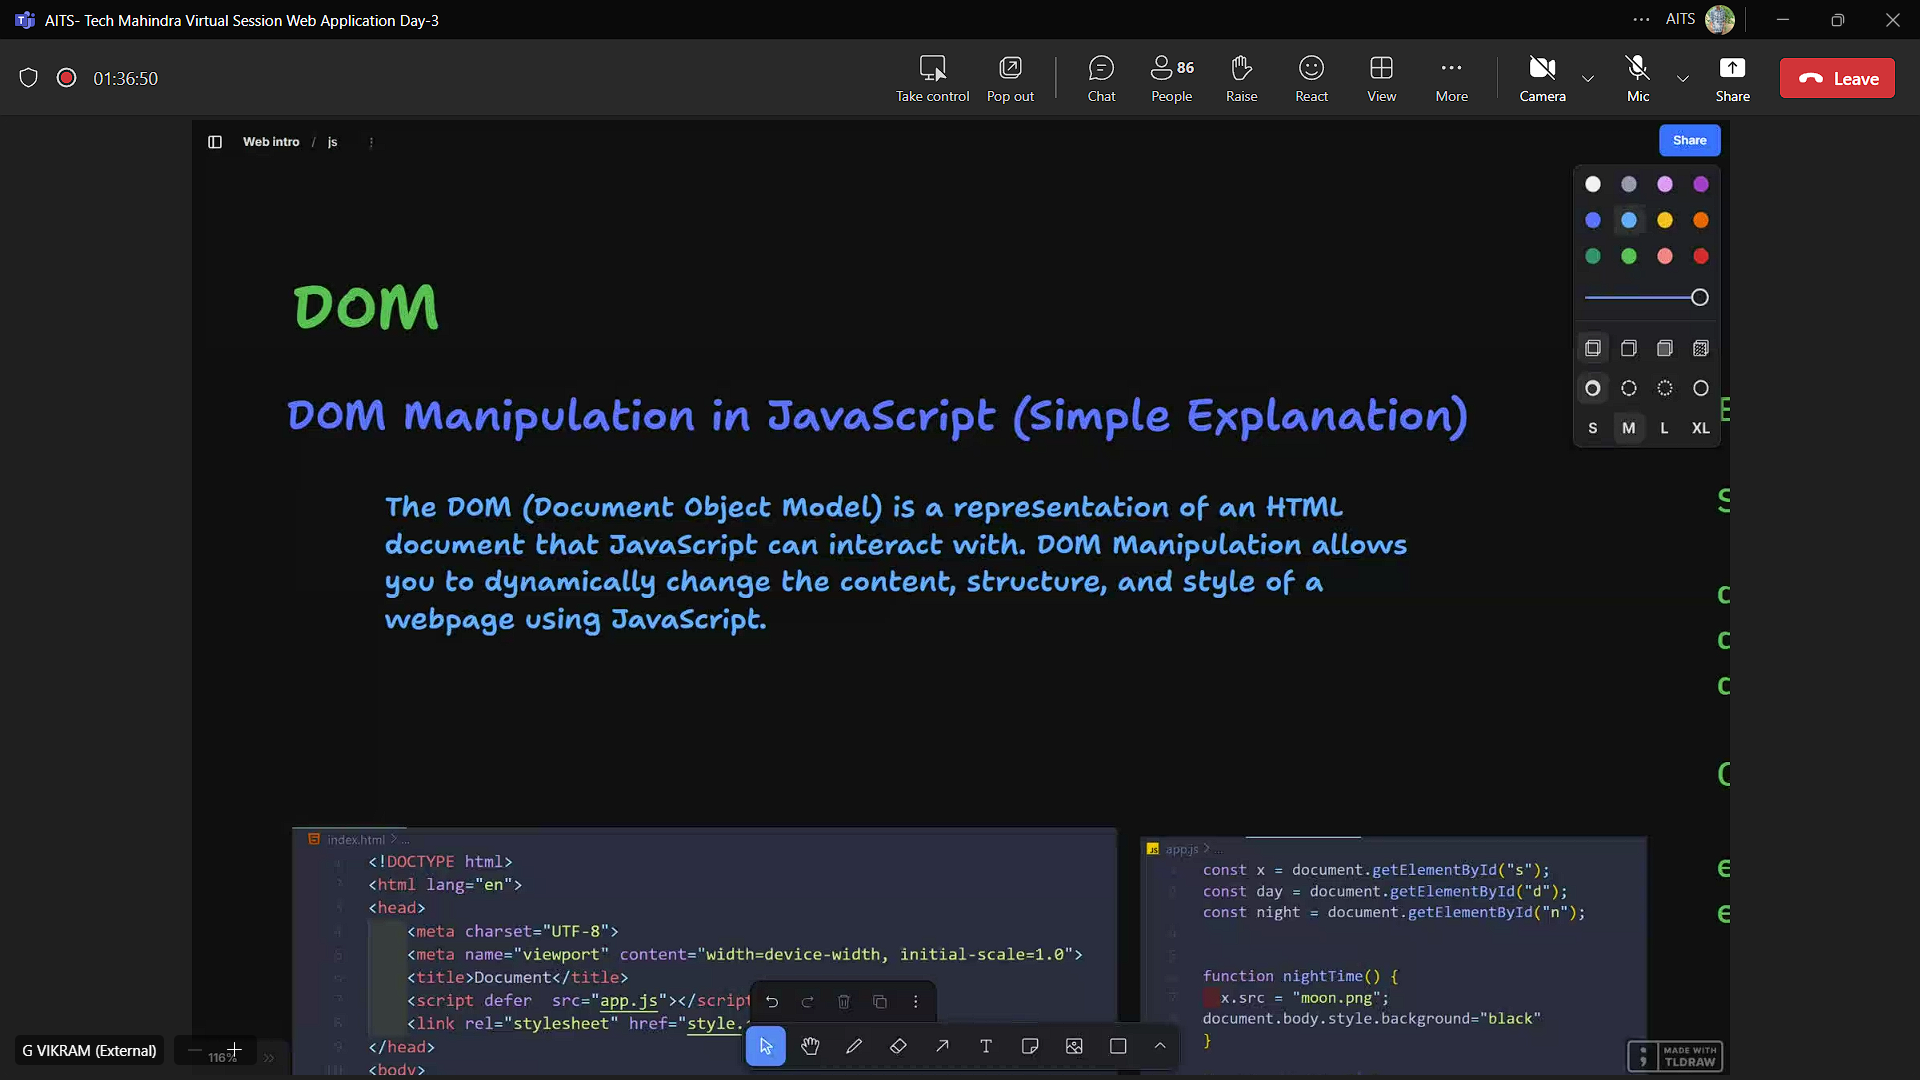 AITS- Tech Mahindra Virtual Session Web Application Day-3
AITS
01:36:50
Take control
Pop out
Chat
86
People
Raise
React
View
More
Camera
Mic
Share
Leave
Web intro / js
Share
S M L XL
DOM
DOM Manipulation in JavaScript (Simple Explanation)
The DOM (Document Object Model) is a representation of an HTML
document that JavaScript can interact with. DOM Manipulation allows
you to dynamically change the content, structure, and style of a
webpage using JavaScript.
index.html > ...
<!DOCTYPE html>
<html lang="en">
<head>
<meta charset="UTF-8">
<meta name="viewport" content="width=device-width, initial-scale=1.0">
<title>Document</title>
<script defer src="app.js"></script
<link rel="stylesheet" href="style.
</head>
<body>
JS app.js > ...
const x = document.getElementById("s");
const day = document.getElementById("d");
const night = document.getElementById("n");
function nightTime() {
x.src = "moon.png";
document.body.style.background="black"
}
G VIKRAM (External)
116%
MADE WITH
TLDRAW